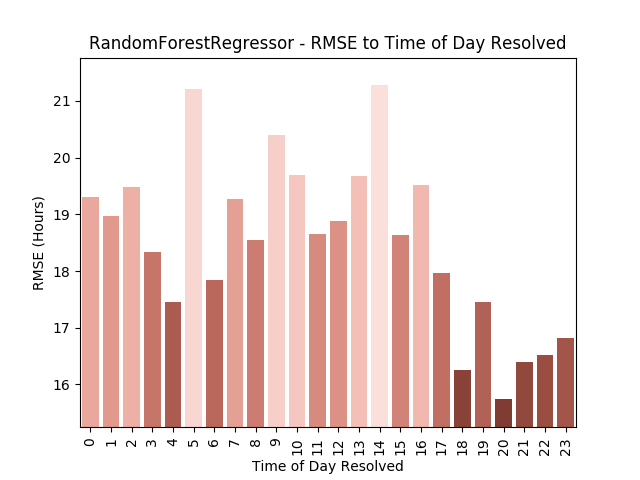 RandomForestRegressor - RMSE to Time of Day Resolved
21
20
19
18
17
16
RMSE (Hours)
0 1 2 3 4 5 6 7 8 9 10 11 12 13 14 15 16 17 18 19 20 21 22 23
Time of Day Resolved